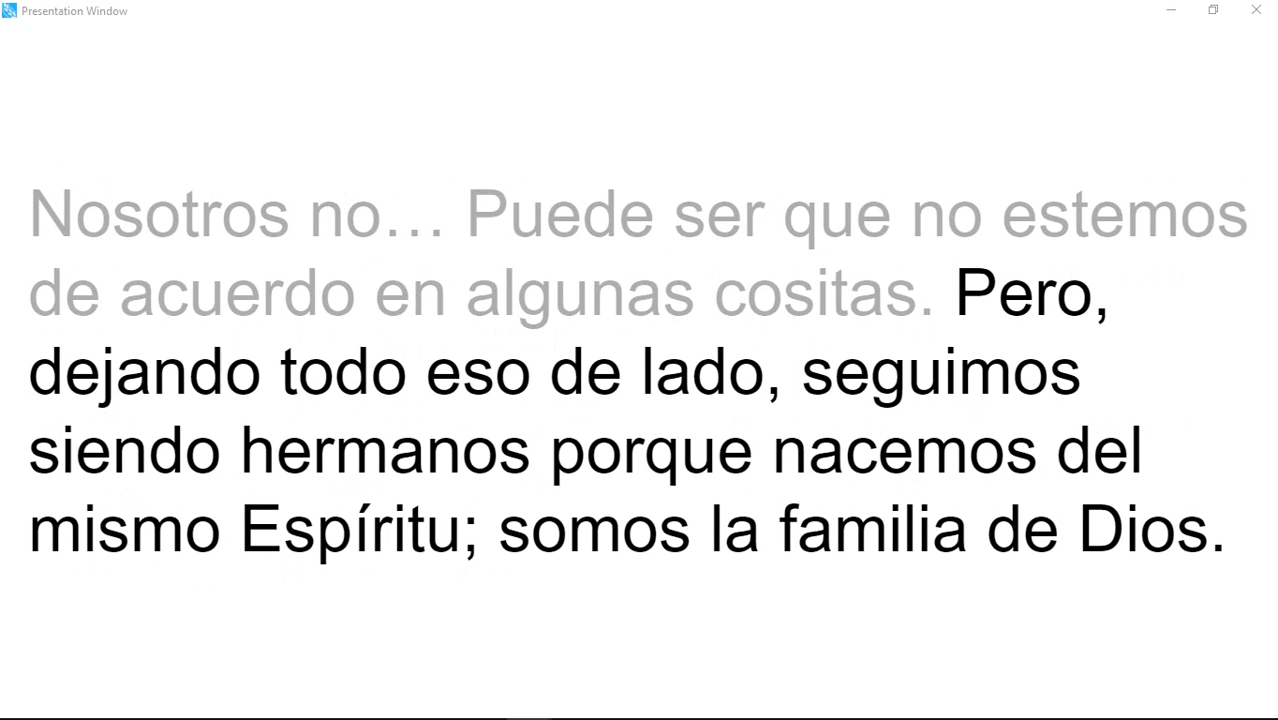 Presentation Window
Nosotros no… Puede ser que no estemos
de acuerdo en algunas cositas. Pero,
dejando todo eso de lado, seguimos
siendo hermanos porque nacemos del
mismo Espíritu; somos la familia de Dios.